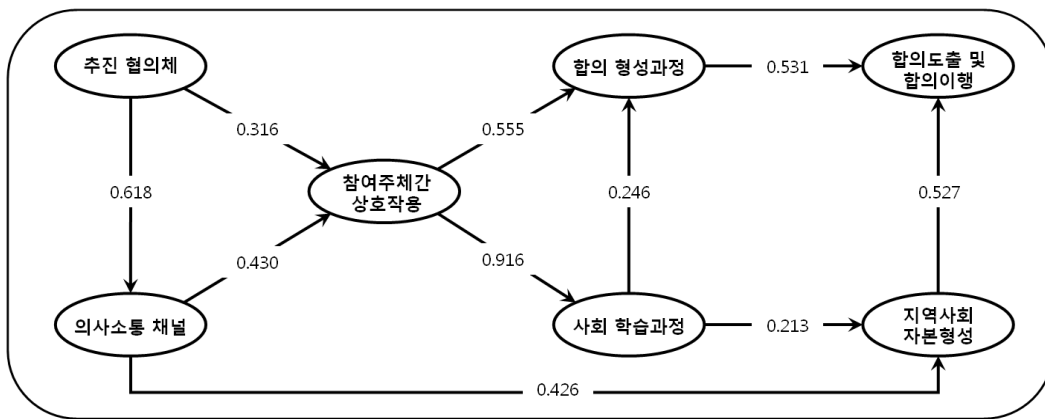 추진 협의체
합의 형성과정
0.531
합의도출 및
합의이행
0.316
0.555
0.618
참여주체간
상호작용
0.246
0.527
0.430
0.916
의사소통 채널
사회 학습과정
0.213
지역사회
자본형성
0.426